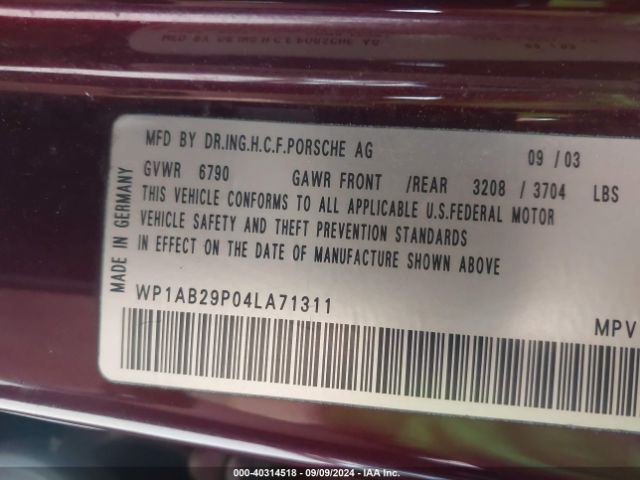 MFD BY DR.ING.H.C.F.PORSCHE AG 09 / 03
GVWR 6790 GAWR FRONT /REAR 3208 / 3704 LBS
THIS VEHICLE CONFORMS TO ALL APPLICABLE U.S.FEDERAL MOTOR
VEHICLE SAFETY AND THEFT PREVENTION STANDARDS
IN EFFECT ON THE DATE OF MANUFACTURE SHOWN ABOVE
MADE IN GERMANY
WP1AB29P04LA71311
MPV
000-40314518 - 09/09/2024 - IAA Inc.